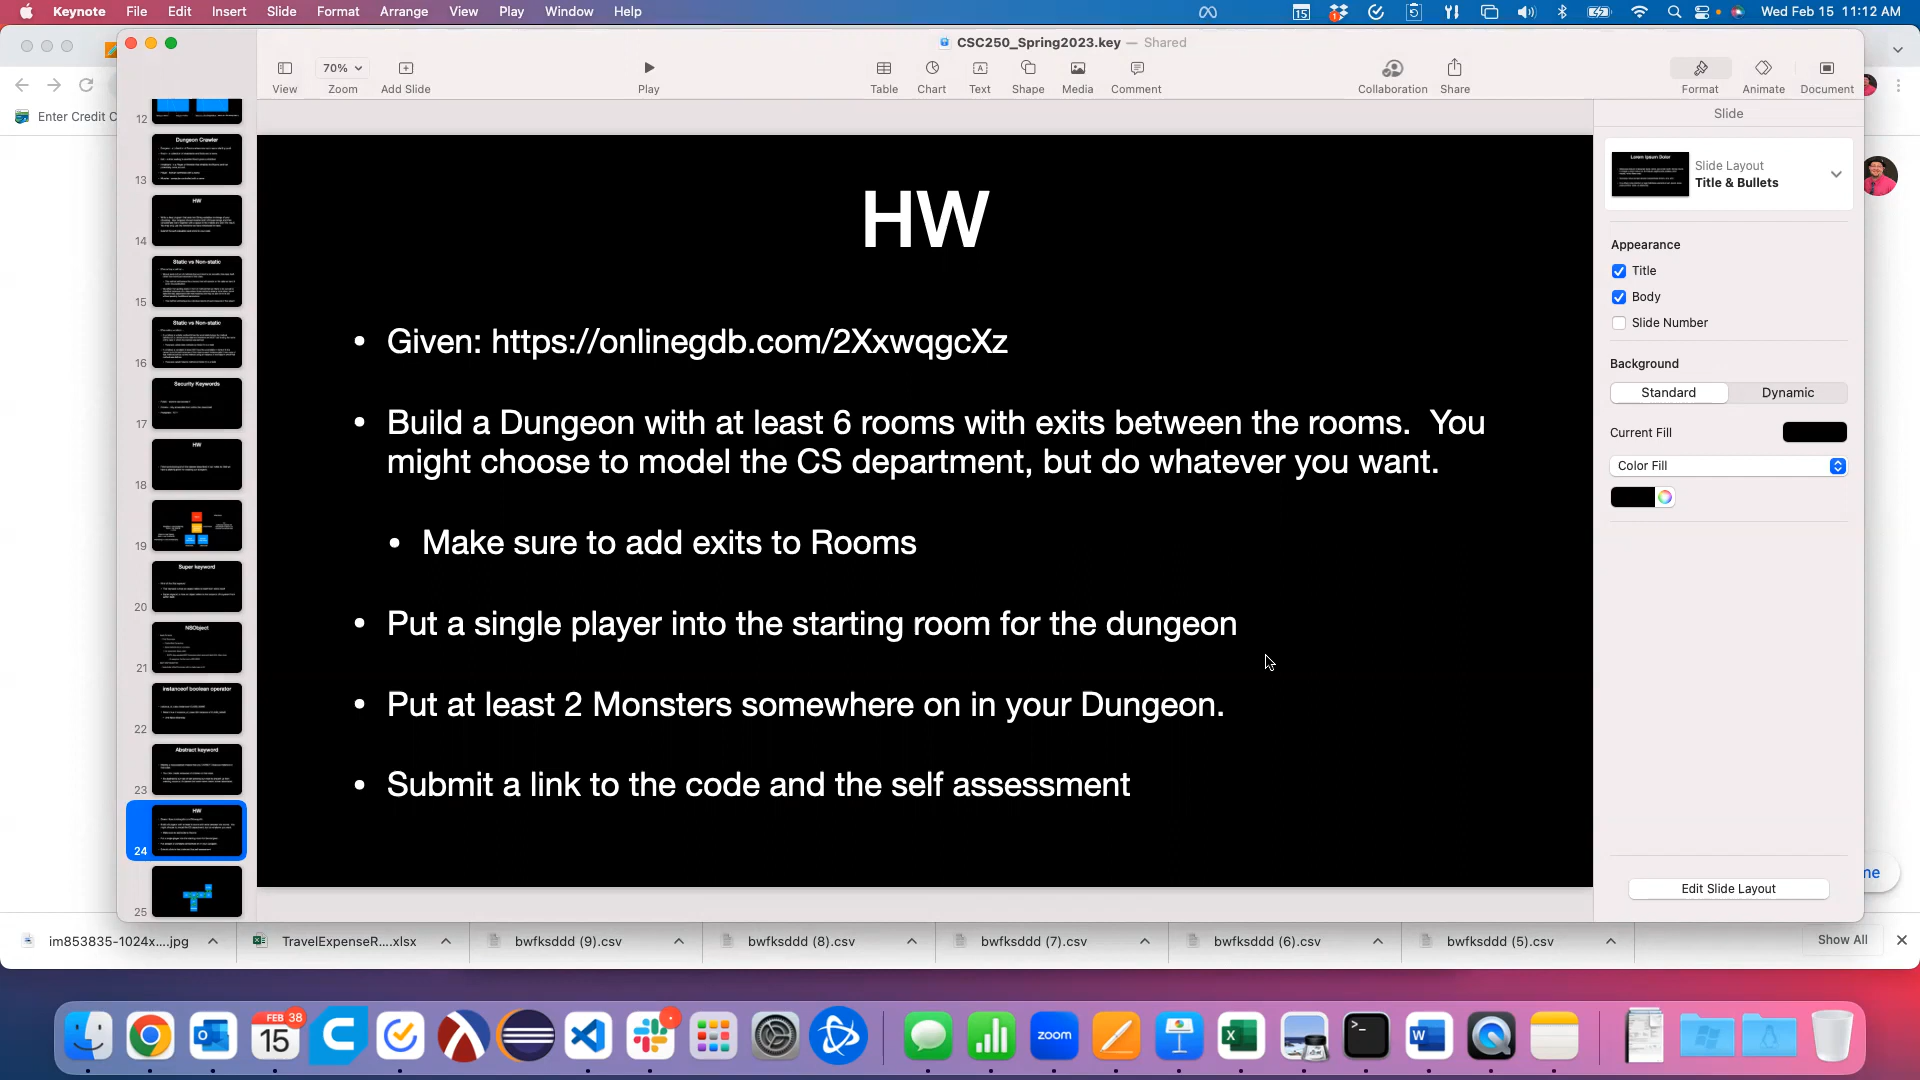 Keynote File Edit Insert Slide Format Arrange View Play Window Help
15 Wed Feb 15 11:12 AM
CSC250_Spring2023.key — Shared
70%
View Zoom Add Slide Play Table Chart Text Shape Media Comment Collaboration Share Format Animate Document
Enter Credit C
Slide
Slide Layout
Title & Bullets
Appearance
Title
Body
Slide Number
Background
Standard Dynamic
Current Fill
Color Fill
Edit Slide Layout
12
Dungeon Crawler
13
HW
14
Static vs Non-static
15
Static vs Non-static
16
Security Keywords
17
HW
18
19
Super keyword
20
NSObject
21
instanceof boolean operator
22
Abstract keyword
23
HW
24
25
HW
• Given: https://onlinegdb.com/2XxwqgcXz
• Build a Dungeon with at least 6 rooms with exits between the rooms. You
might choose to model the CS department, but do whatever you want.
• Make sure to add exits to Rooms
• Put a single player into the starting room for the dungeon
• Put at least 2 Monsters somewhere on in your Dungeon.
• Submit a link to the code and the self assessment
me
im853835-1024x....jpg TravelExpenseR....xlsx bwfksddd (9).csv bwfksddd (8).csv bwfksddd (7).csv bwfksddd (6).csv bwfksddd (5).csv Show All
FEB 38
15
zoom